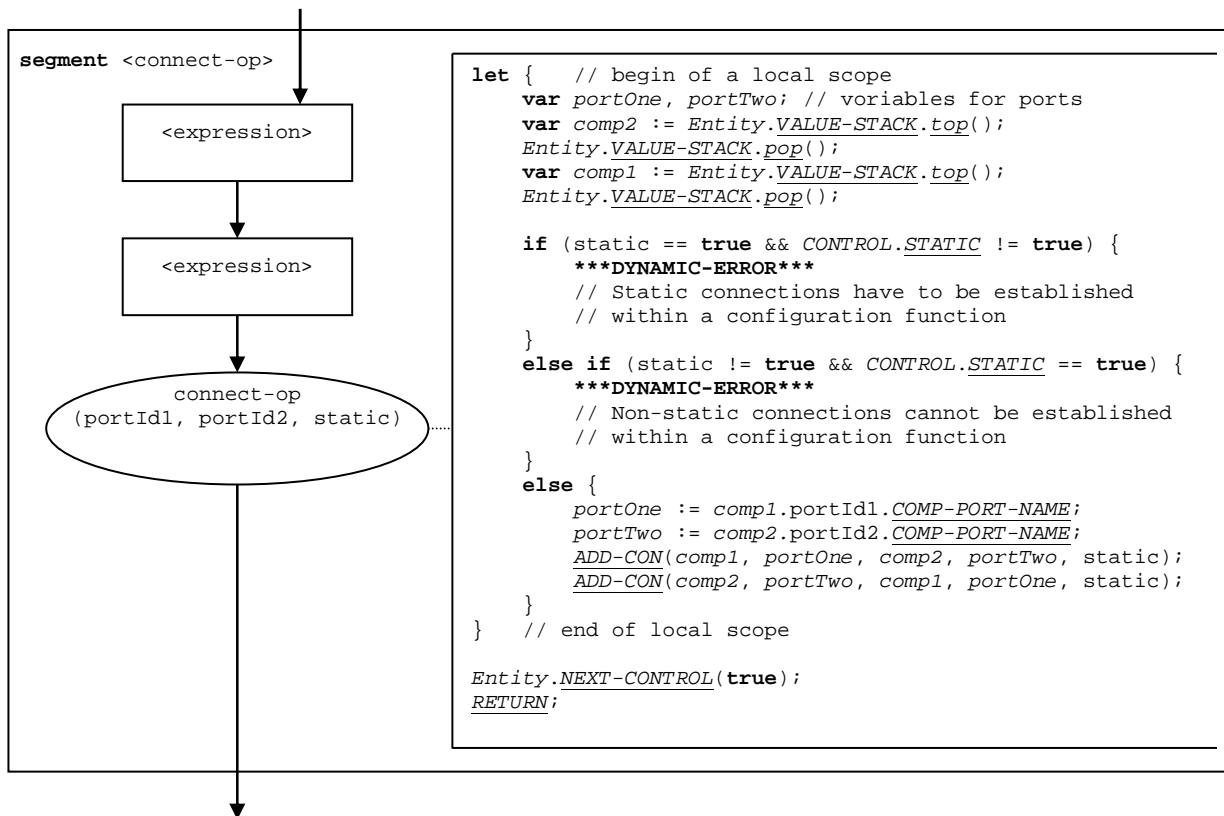 segment <connect-op>
<expression>
<expression>
connect-op
(portId1, portId2, static)
let {   // begin of a local scope
var portOne, portTwo; // voriables for ports
var comp2 := Entity.VALUE-STACK.top();
Entity.VALUE-STACK.pop();
var comp1 := Entity.VALUE-STACK.top();
Entity.VALUE-STACK.pop();
if (static == true && CONTROL.STATIC != true) {
***DYNAMIC-ERROR***
// Static connections have to be established
// within a configuration function
}
else if (static != true && CONTROL.STATIC == true) {
***DYNAMIC-ERROR***
// Non-static connections cannot be established
// within a configuration function
}
else {
portOne := comp1.portId1.COMP-PORT-NAME;
portTwo := comp2.portId2.COMP-PORT-NAME;
ADD-CON(comp1, portOne, comp2, portTwo, static);
ADD-CON(comp2, portTwo, comp1, portOne, static);
}
}   // end of local scope
Entity.NEXT-CONTROL(true);
RETURN;